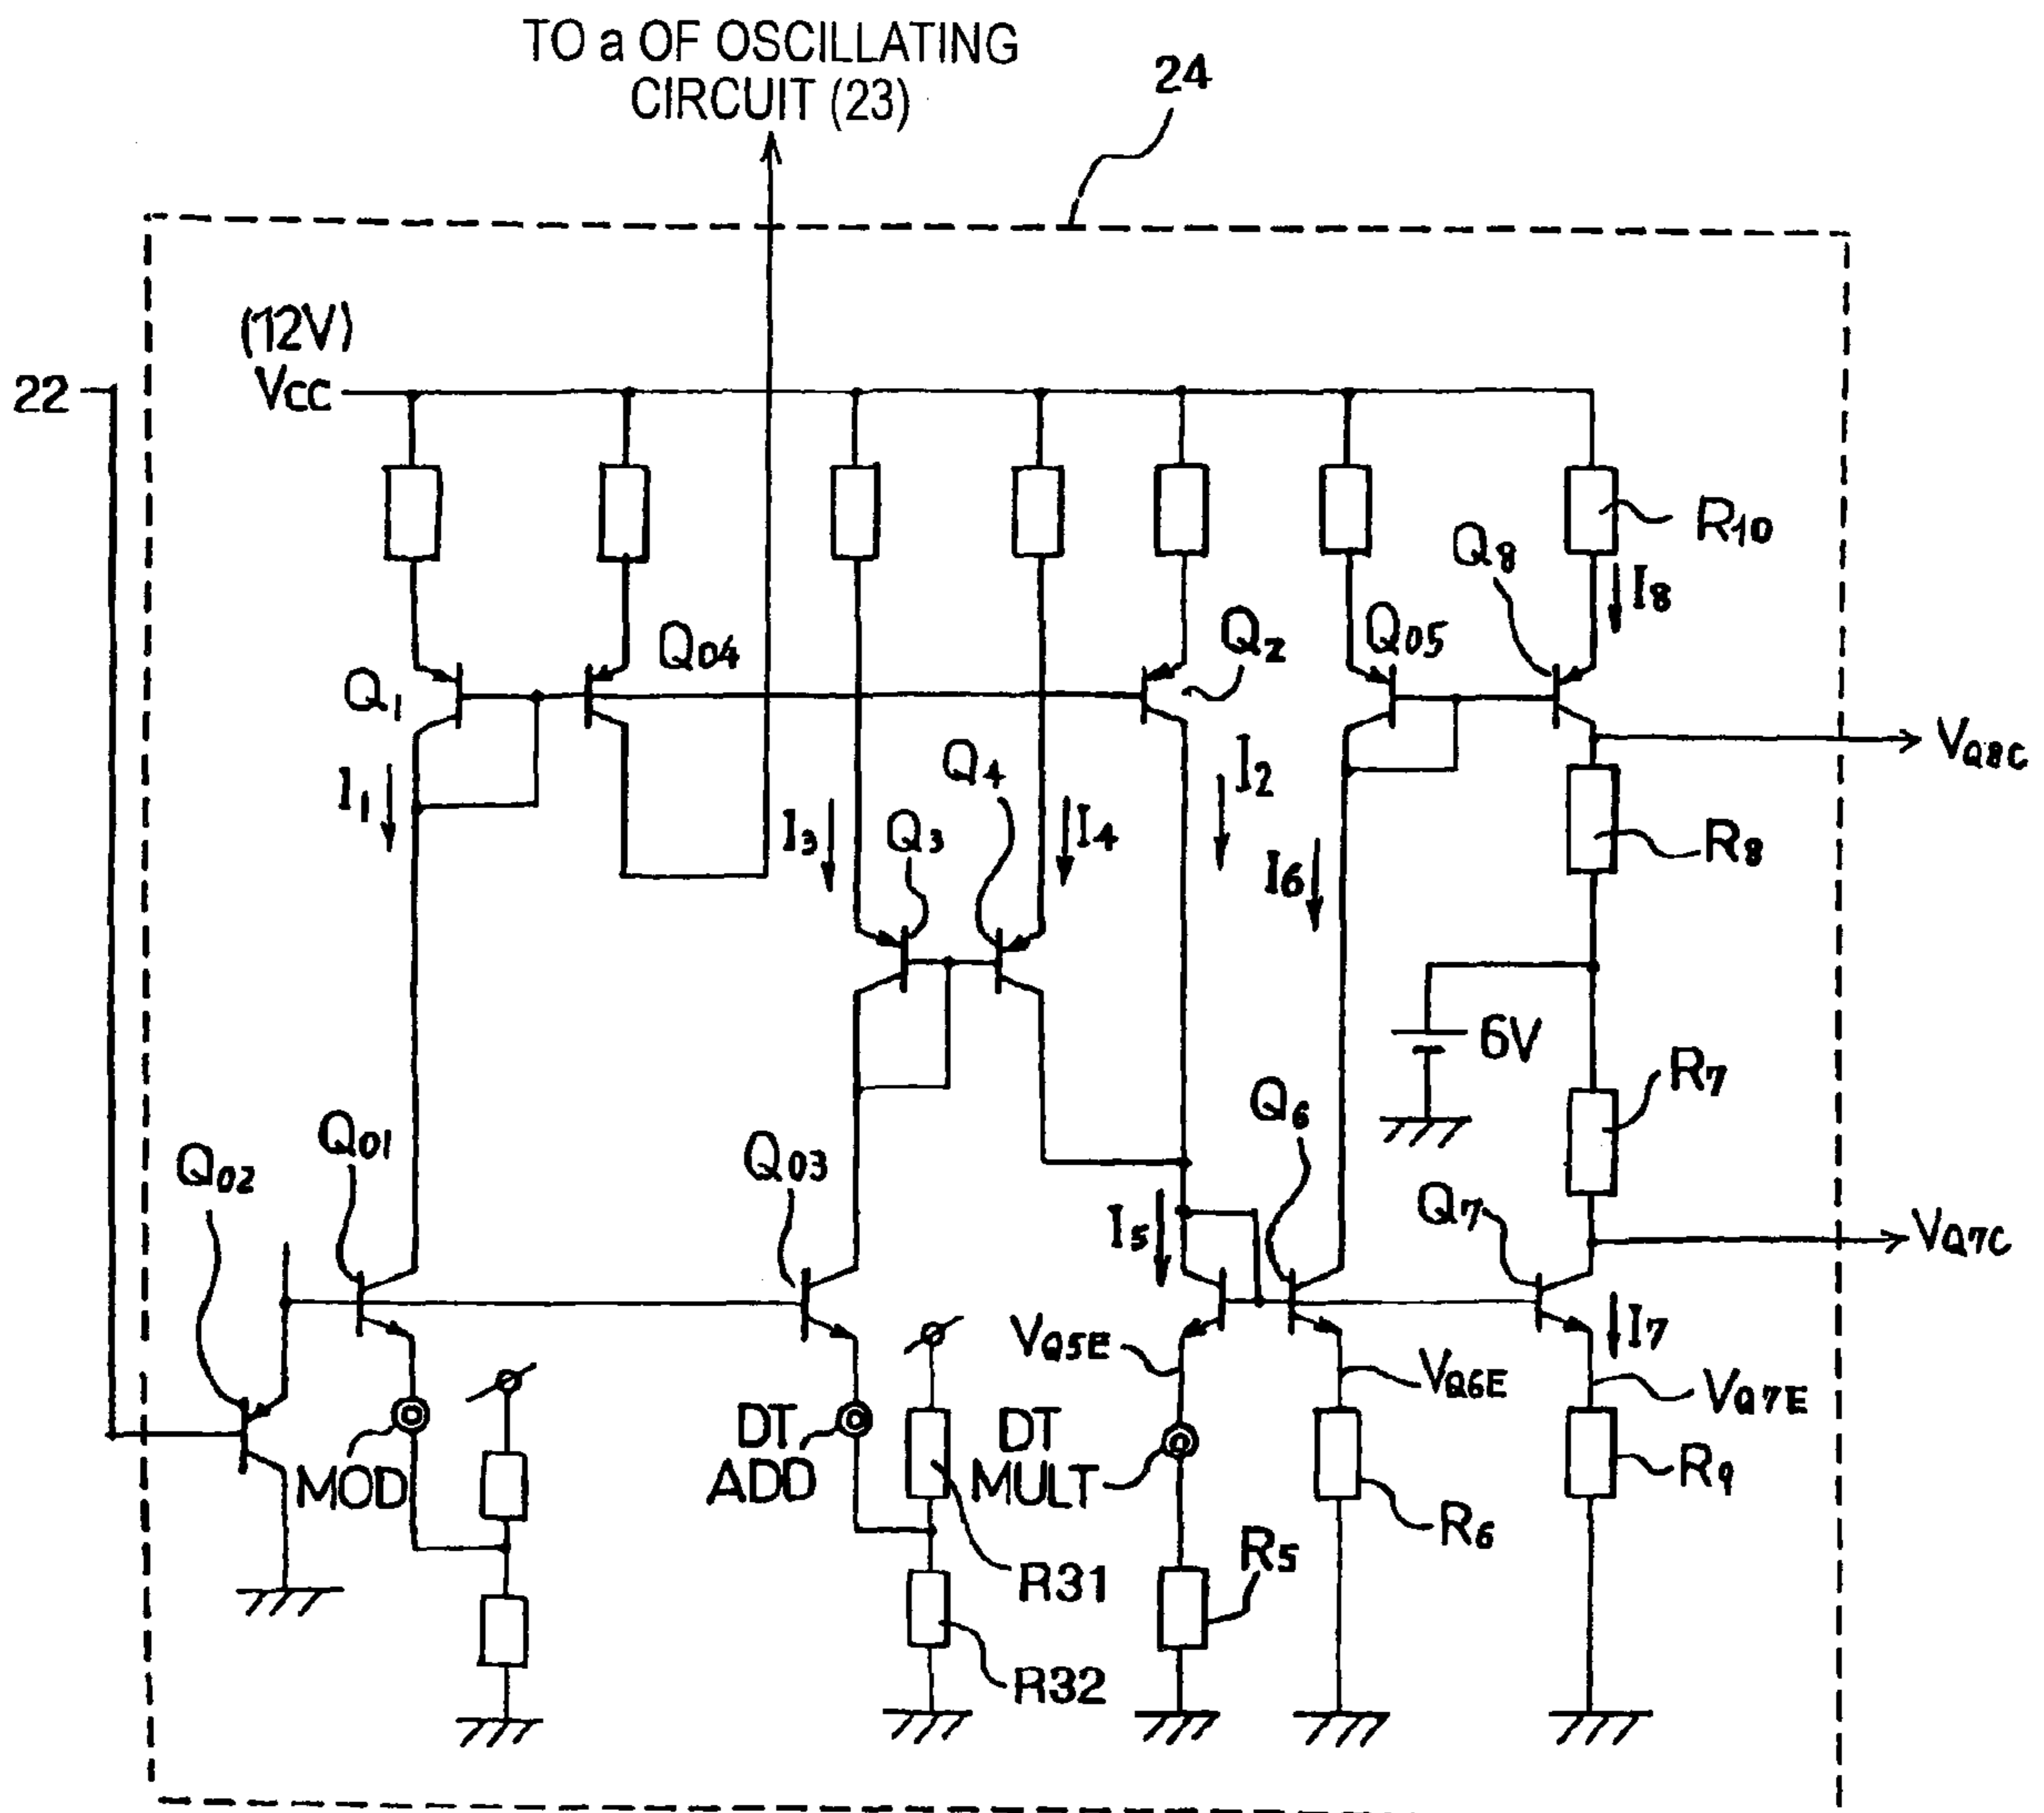 TO a OF OSCILLATING
CIRCUIT (23)
24
(12V)
VCC
22
R10
Q8
I8
Q1
Q04
Q2
Q05
VQ8C
I1
I3
Q3
Q4
I4
I2
I6
R8
6V
R7
Q02
Q01
Q03
I5
Q6
Q7
VQ7C
I7
VQ5E
VQ6E
VQ7E
MOD
DT
ADD
DT
MULT
R31
R32
R5
R6
R9